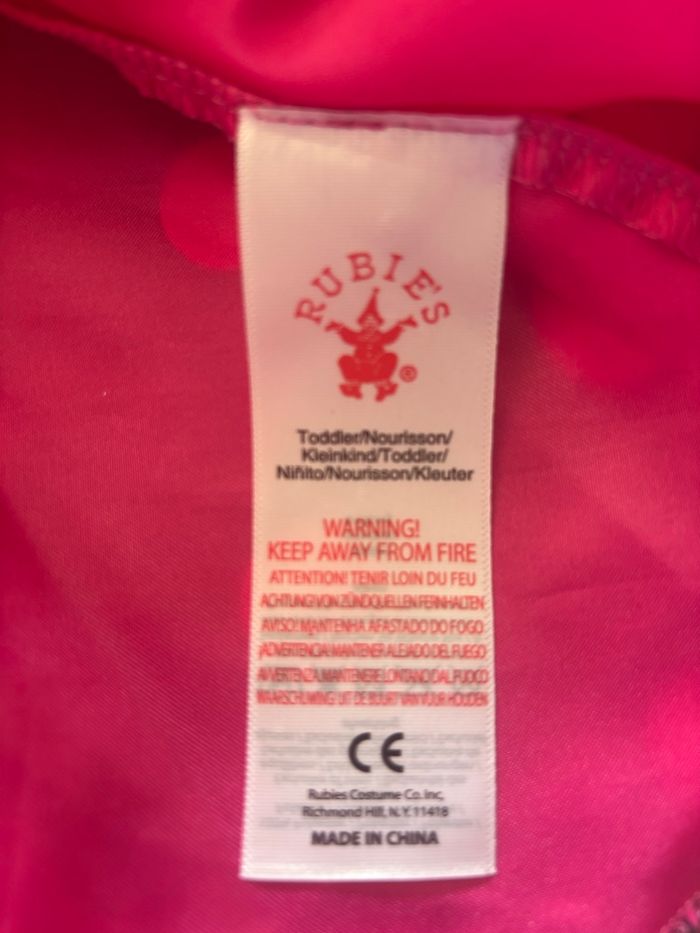 RUBIE'S
®
Toddler/Nourisson/
Kleinkind/Toddler/
Niñito/Nourisson/Kleuter
WARNING!
KEEP AWAY FROM FIRE
ATTENTION! TENIR LOIN DU FEU
ACHTUNG! VON ZÜNDQUELLEN FERNHALTEN
AVISO! MANTENHA AFASTADO DO FOGO
¡ADVERTENCIA! MANTENER ALEJADO DEL FUEGO
AVVERTENZA. MANTENERE LONTANO DAL FUOCO
WAARSCHUWING: UIT DE BUURT VAN VUUR HOUDEN
CE
Rubies Costume Co. Inc,
Richmond Hill, N.Y. 11418
MADE IN CHINA